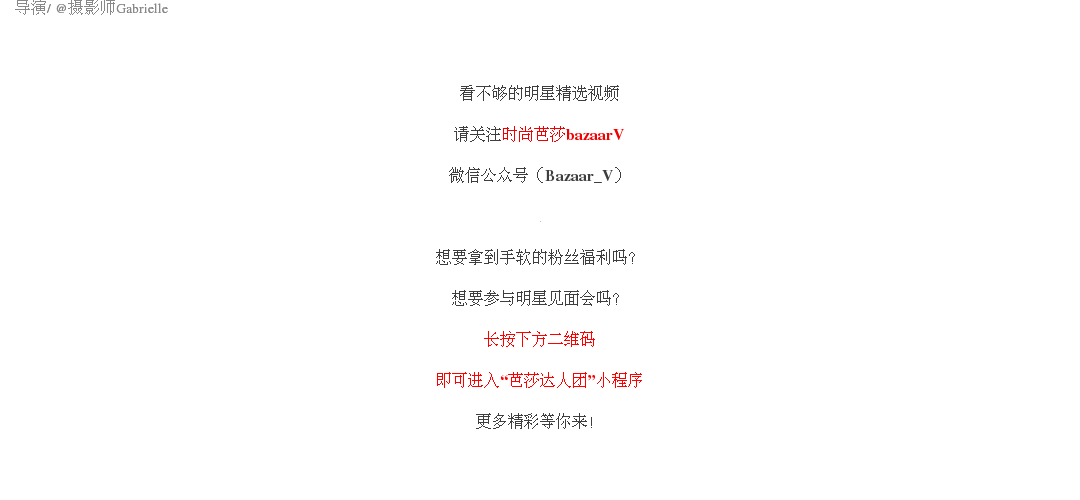 导演/ @摄影师Gabrielle
看不够的明星精选视频
请关注时尚芭莎bazaarV
微信公众号（Bazaar_V）
想要拿到手软的粉丝福利吗?
想要参与明星见面会吗?
长按下方二维码
即可进入“芭莎达人团”小程序
更多精彩等你来!